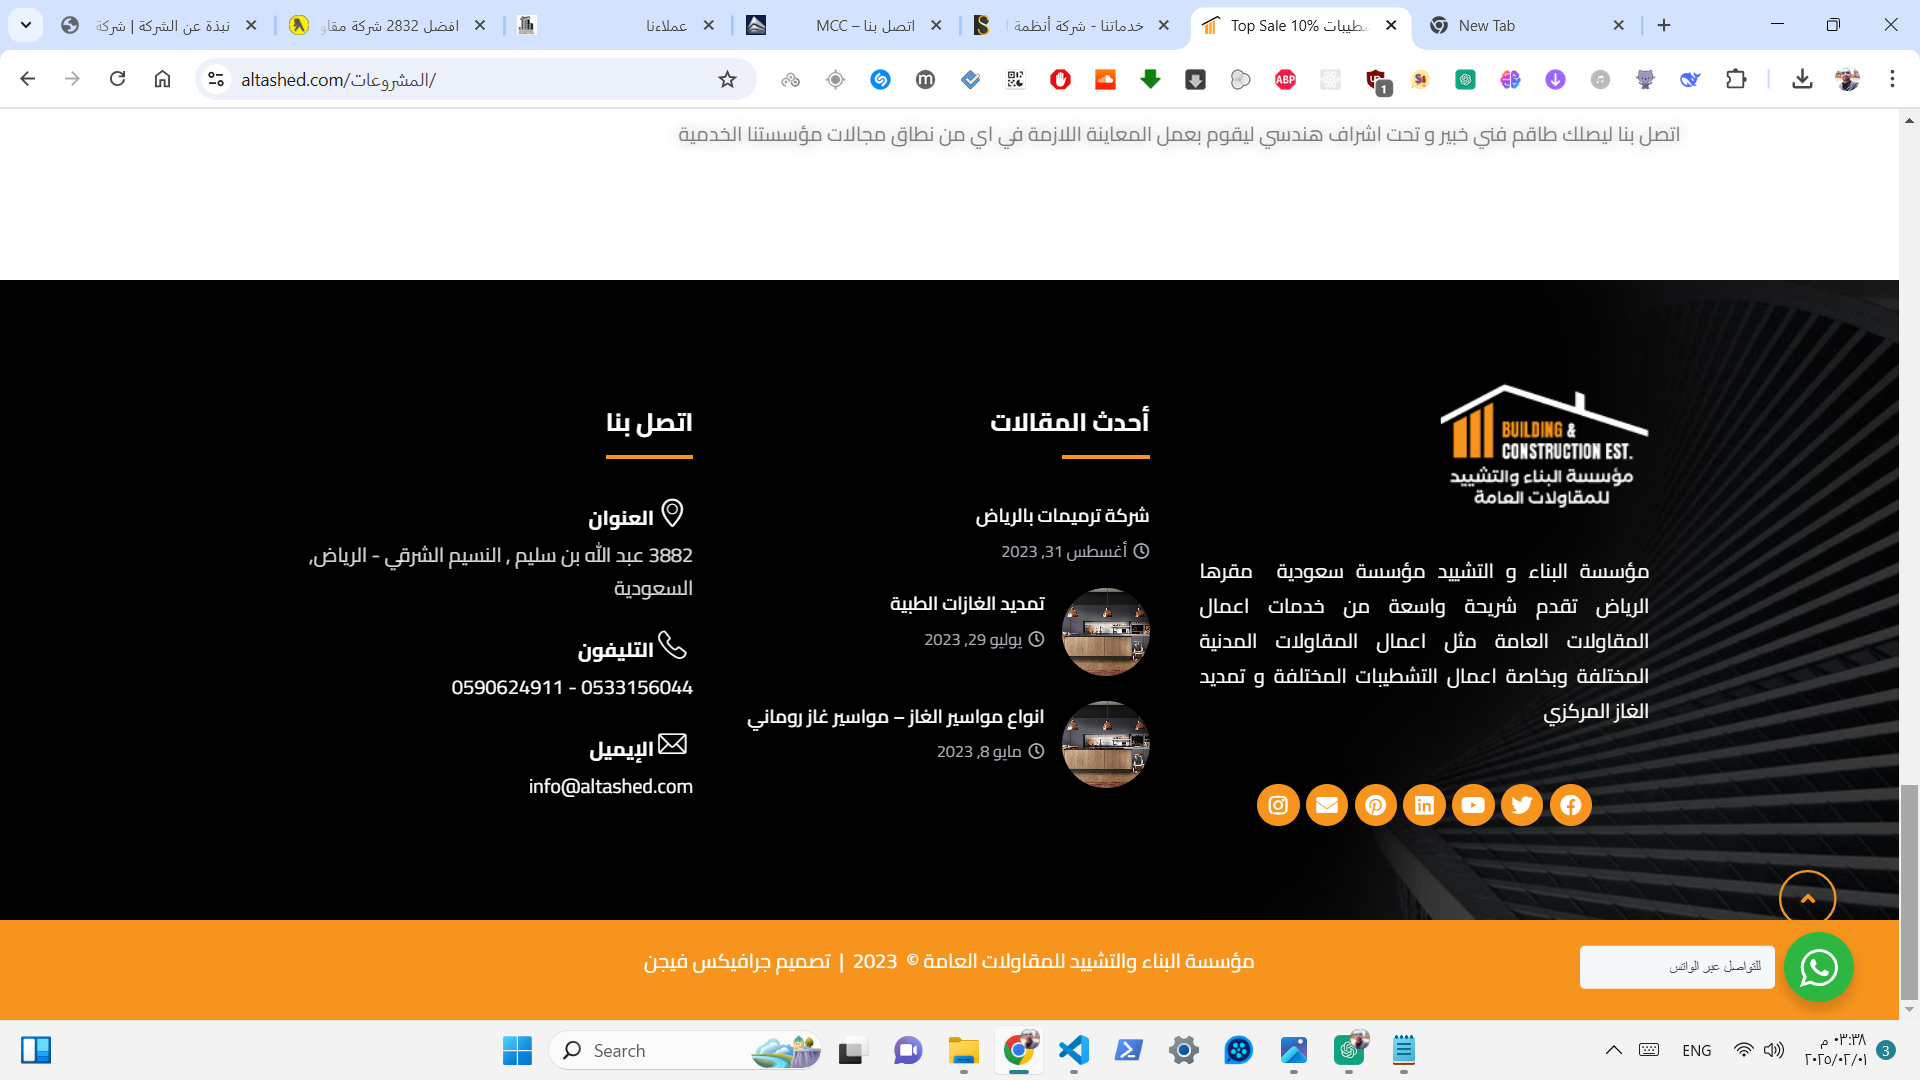 نبذة عن الشركة | شركة
افضل 2832 شركة مقاو
عملاءنا
اتصل بنا – MCC
خدماتنا - شركة أنظمة ا
Top Sale 10% تشطيبات
New Tab
altashed.com/المشروعات/
ABP
1
اتصل بنا ليصلك طاقم فني خبير و تحت اشراف هندسي ليقوم بعمل المعاينة اللازمة في اي من نطاق مجالات مؤسستنا الخدمية
BUILDING &
CONSTRUCTION EST.
مؤسسة البناء والتشييد
للمقاولات العامة
مؤسسة البناء و التشييد مؤسسة سعودية مقرها
الرياض تقدم شريحة واسعة من خدمات اعمال
المقاولات العامة مثل اعمال المقاولات المدنية
المختلفة وبخاصة اعمال التشطيبات المختلفة و تمديد
الغاز المركزي
أحدث المقالات
شركة ترميمات بالرياض
أغسطس 31, 2023
تمديد الغازات الطبية
يوليو 29, 2023
انواع مواسير الغاز – مواسير غاز روماني
مايو 8, 2023
اتصل بنا
العنوان
3882 عبد الله بن سليم , النسيم الشرقي - الرياض,
السعودية
التليفون
0533156044 - 0590624911
الإيميل
info@altashed.com
مؤسسة البناء والتشييد للمقاولات العامة © 2023 | تصميم جرافيكس فيجن
للتواصل عبر الواتس
Search
ENG
٠٣:٣٨ م
٢٠٢٥/٠٢/٠١
3